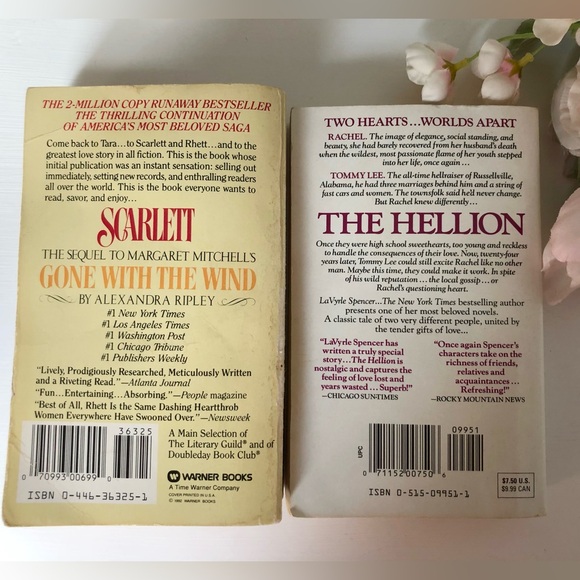 THE 2-MILLION COPY RUNAWAY BESTSELLER
THE THRILLING CONTINUATION
OF AMERICA'S MOST BELOVED SAGA
Come back to Tara...to Scarlett and Rhett...and to the
greatest love story in all fiction. This is the book whose
initial publication was an instant sensation: selling out
immediately, setting new records, and enthralling readers
all over the world. This is the book everyone wants to
read, savor, and enjoy...
SCARLETT
THE SEQUEL TO MARGARET MITCHELL'S
GONE WITH THE WIND
BY ALEXANDRA RIPLEY
#1 New York Times
#1 Los Angeles Times
#1 Washington Post
#1 Chicago Tribune
#1 Publishers Weekly
"Lively, Prodigiously Researched, Meticulously Written
and a Riveting Read."—Atlanta Journal
"Fun...Entertaining...Absorbing."—People magazine
"Best of All, Rhett Is the Same Dashing Heartthrob
Women Everywhere Have Swooned Over."—Newsweek
36325
0 70993 00699 0
ISBN 0-446-36325-1
A Main Selection of
The Literary Guild® and of
Doubleday Book Club®
WARNER BOOKS
A Time Warner Company
COVER PRINTED IN U.S.A.
© 1992 WARNER BOOKS
TWO HEARTS...WORLDS APART
RACHEL. The image of elegance, social standing, and
beauty, she had barely recovered from her husband's death
when the wildest, most passionate flame of her youth stepped
into her life, once again...
TOMMY LEE. The all-time hellraiser of Russellville,
Alabama, he had three marriages behind him and a string of
fast cars and women. The townsfolk said he'd never change.
But Rachel knew differently...
THE HELLION
Once they were high school sweethearts, too young and reckless
to handle the consequences of their love. Now, twenty-four
years later, Tommy Lee could still excite Rachel like no other
man. Maybe this time, they could make it work. In spite
of his wild reputation... the local gossip... or
Rachel's questioning heart.
LaVyrle Spencer...The New York Times bestselling author
presents one of her most beloved novels.
A classic tale of two very different people, united by
the tender gifts of love...
"LaVyrle Spencer has
written a truly special
story...The Hellion is
nostalgic and captures the
feeling of lost love and
years wasted... Superb!"
—CHICAGO SUNTIMES
"Once again Spencer's
characters take on the
richness of friends,
relatives and
acquaintances...
Refreshing!"
—ROCKY MOUNTAIN NEWS
UPC
09951
0 71152 00750 6
ISBN 0-515-09951-1
$7.50 U.S.
$9.99 CAN